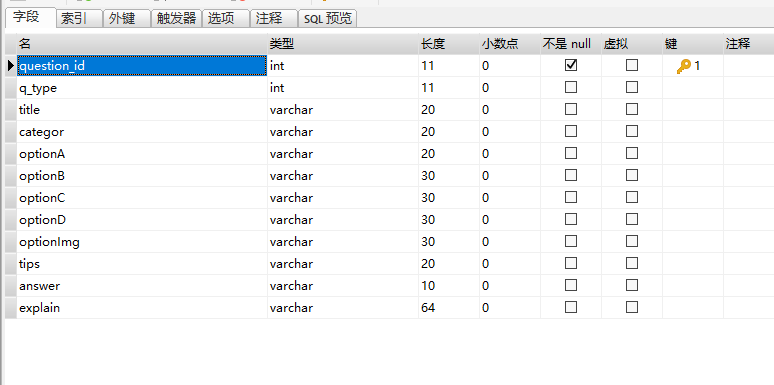 字段 索引 外键 触发器 选项 注释 SQL 预览
名 类型 长度 小数点 不是 null 虚拟 键 注释
question_id int 11 0 1
q_type int 11 0
title varchar 20 0
categor varchar 20 0
optionA varchar 20 0
optionB varchar 30 0
optionC varchar 30 0
optionD varchar 30 0
optionImg varchar 30 0
tips varchar 20 0
answer varchar 10 0
explain varchar 64 0